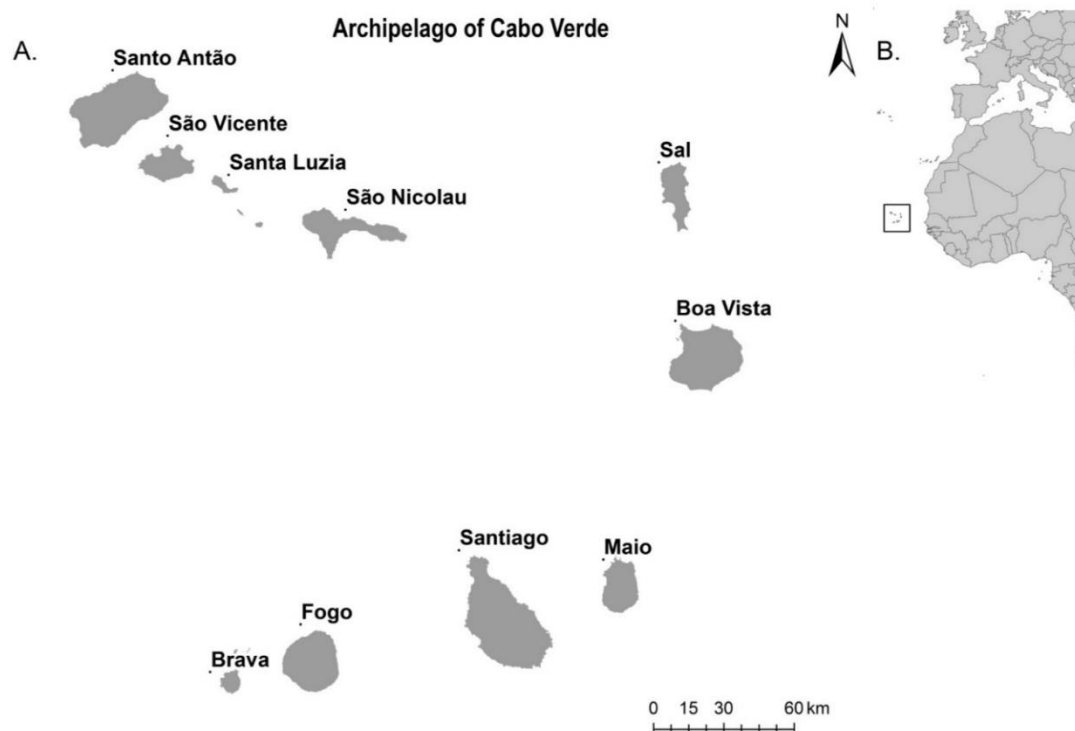 Archipelago of Cabo Verde
A.
N
B.
Santo Antão
São Vicente
Santa Luzia
São Nicolau
Sal
Boa Vista
Santiago
Maio
Fogo
Brava
0 15 30 60 km